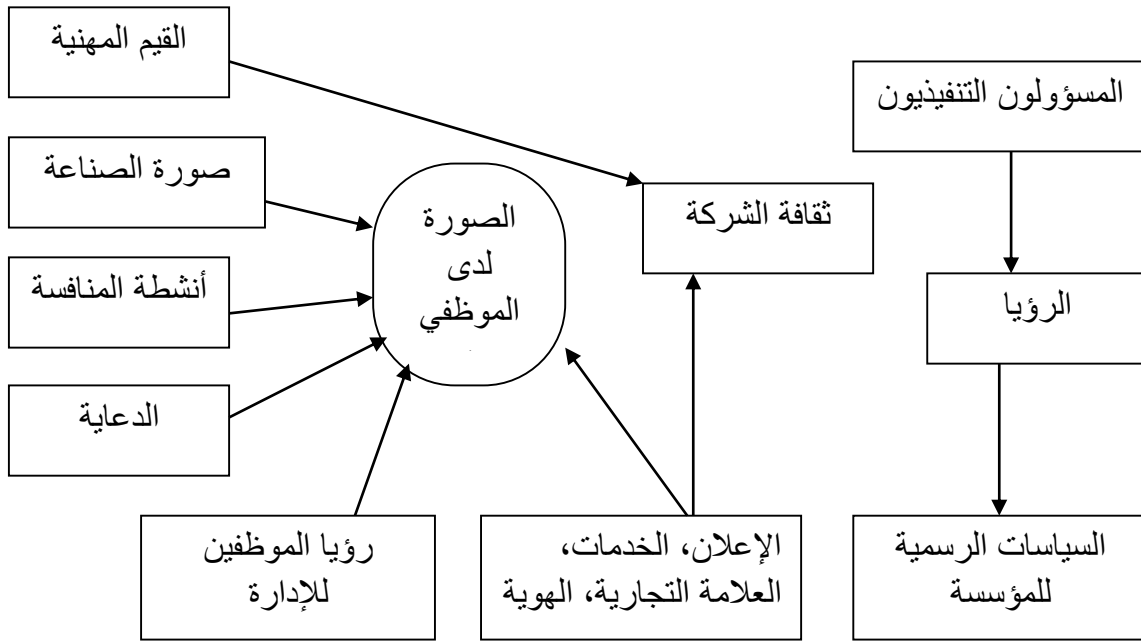 القيم المهنية
المسؤولون التنفيذيون
صورة الصناعة
ثقافة الشركة
الصورة
لدى
الموظفي
أنشطة المنافسة
الرؤيا
الدعاية
رؤيا الموظفين
للإدارة
الإعلان، الخدمات،
العلامة التجارية، الهوية
السياسات الرسمية
للمؤسسة